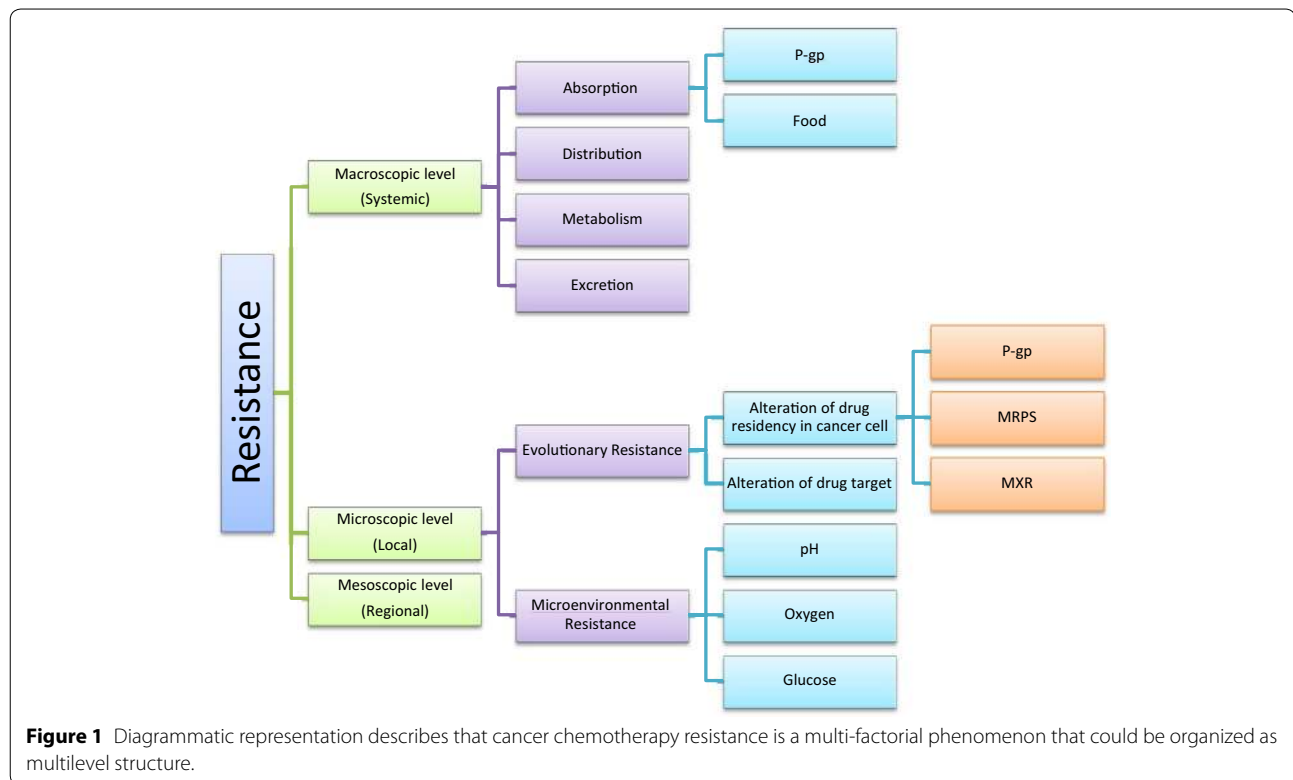 Resistance
Macroscopic level
(Systemic)
Absorption
P-gp
Food
Distribution
Metabolism
Excretion
Microscopic level
(Local)
Evolutionary Resistance
Alteration of drug
residency in cancer cell
P-gp
MRPS
MXR
Alteration of drug target
Microenvironmental
Resistance
pH
Oxygen
Glucose
Mesoscopic level
(Regional)
Figure 1 Diagrammatic representation describes that cancer chemotherapy resistance is a multi-factorial phenomenon that could be organized as
multilevel structure.